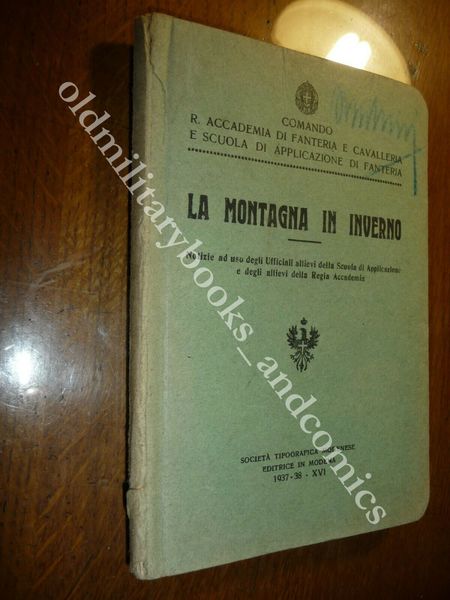 COMANDO
R. ACCADEMIA DI FANTERIA E CAVALLERIA
E SCUOLA DI APPLICAZIONE DI FANTERIA
LA MONTAGNA IN INVERNO
Notizie ad uso degli Ufficiali allievi della Scuola di Applicazione
e degli allievi della Regia Accademia
SOCIETÀ TIPOGRAFICA MODENESE
EDITRICE IN MODENA
1937-38 - XVI
oldmilitarybooks_andcomics